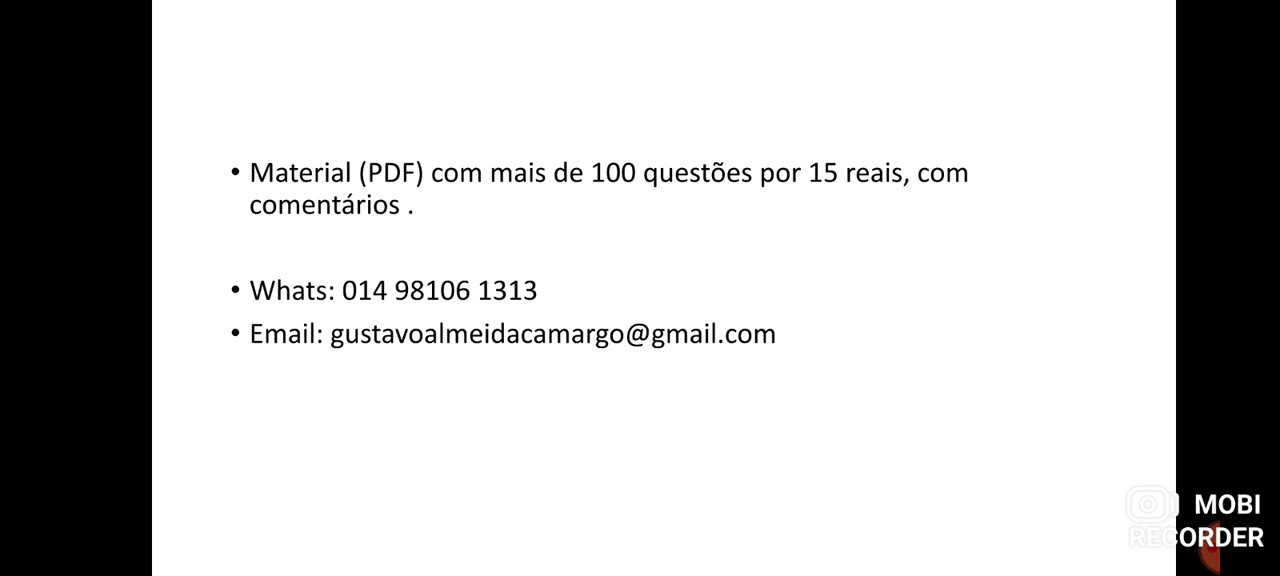 • Material (PDF) com mais de 100 questões por 15 reais, com
comentários .
• Whats: 014 98106 1313
• Email: gustavoalmeidacamargo@gmail.com
MOBI
RECORDER